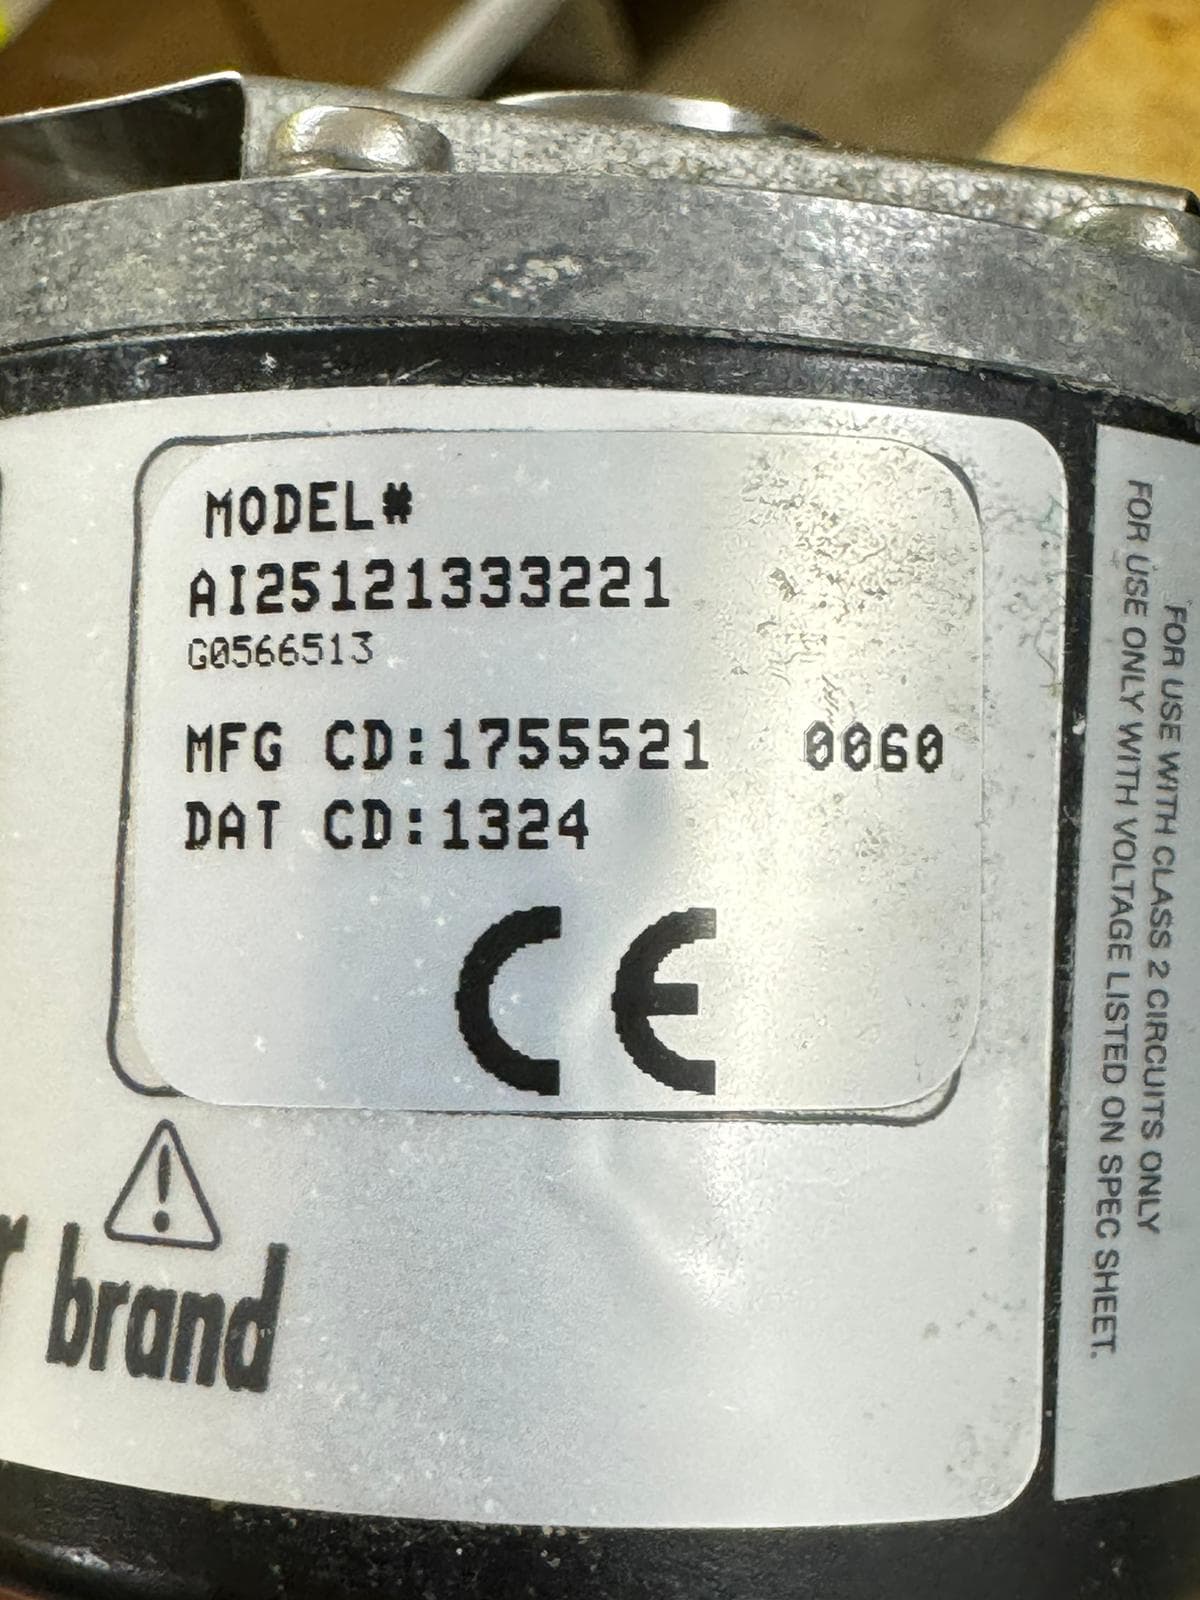 MODEL#
AI25121333221
G0566513
MFG CD:1755521 0060
DAT CD:1324
CE
brand
FOR USE WITH CLASS 2 CIRCUITS ONLY
FOR USE ONLY WITH VOLTAGE LISTED ON SPEC SHEET.